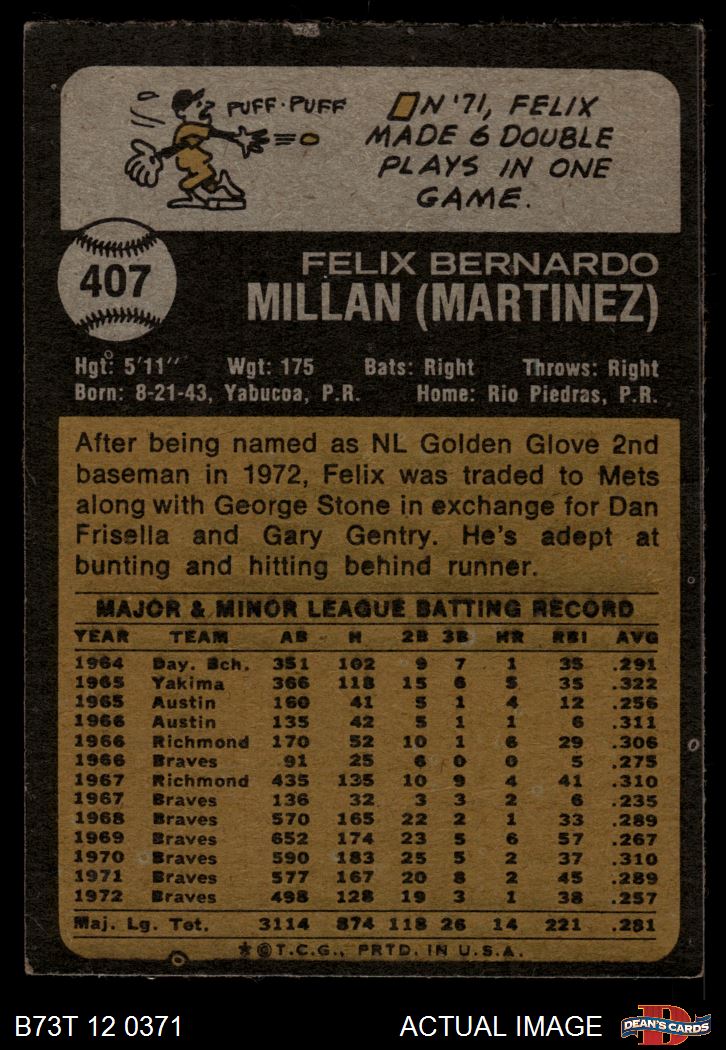 PUFF-PUFF
ON '71, FELIX
MADE 6 DOUBLE
PLAYS IN ONE
GAME.
407
FELIX BERNARDO
MILLAN (MARTINEZ)
Hgt: 5'11" Wgt: 175 Bats: Right Throws: Right
Born: 8-21-43, Yabucoa, P.R. Home: Rio Piedras, P.R.
After being named as NL Golden Glove 2nd
baseman in 1972, Felix was traded to Mets
along with George Stone in exchange for Dan
Frisella and Gary Gentry. He's adept at
bunting and hitting behind runner.
MAJOR & MINOR LEAGUE BATTING RECORD
YEAR TEAM AB H 2B 3B HR RBI AVG
1964 Day. Bch. 351 102 9 7 1 35 .291
1965 Yakima 366 118 15 6 5 35 .322
1965 Austin 160 41 5 1 4 12 .256
1966 Austin 135 42 5 1 1 6 .311
1966 Richmond 170 52 10 1 6 29 .306
1966 Braves 91 25 6 0 0 5 .275
1967 Richmond 435 135 10 9 4 41 .310
1967 Braves 136 32 3 3 2 6 .235
1968 Braves 570 165 22 2 1 33 .289
1969 Braves 652 174 23 5 6 57 .267
1970 Braves 590 183 25 5 2 37 .310
1971 Braves 577 167 20 8 2 45 .289
1972 Braves 498 128 19 3 1 38 .257
Maj. Lg. Tot. 3114 874 118 26 14 221 .281
★©T.C.G., PRTD. IN U.S.A.
B73T 12 0371 ACTUAL IMAGE
DEAN'S CARDS